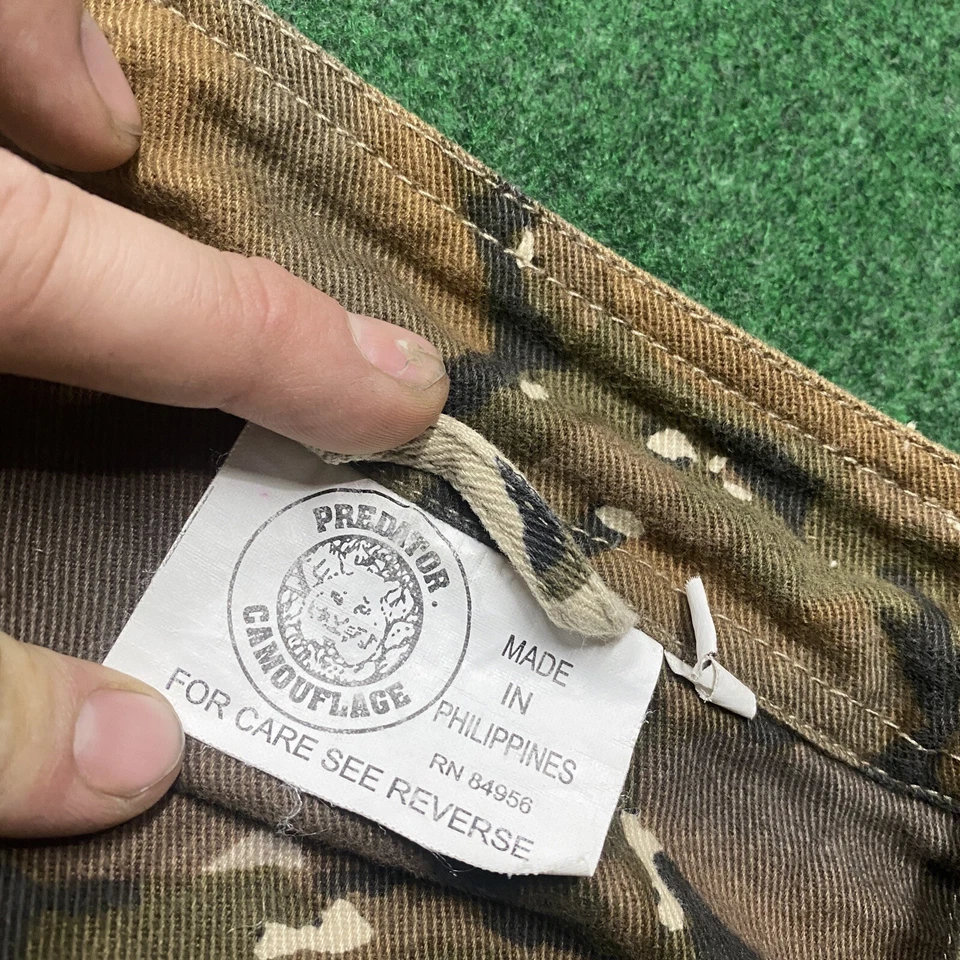 PREDATOR.
CAMOUFLAGE
MADE
IN
PHILIPPINES
RN 84956
FOR CARE SEE REVERSE